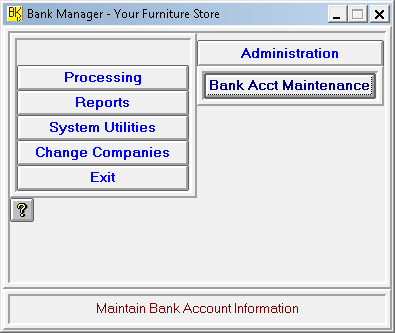 Bank Manager - Your Furniture Store
Administration
Bank Acct Maintenance
Processing
Reports
System Utilities
Change Companies
Exit
?
Maintain Bank Account Information